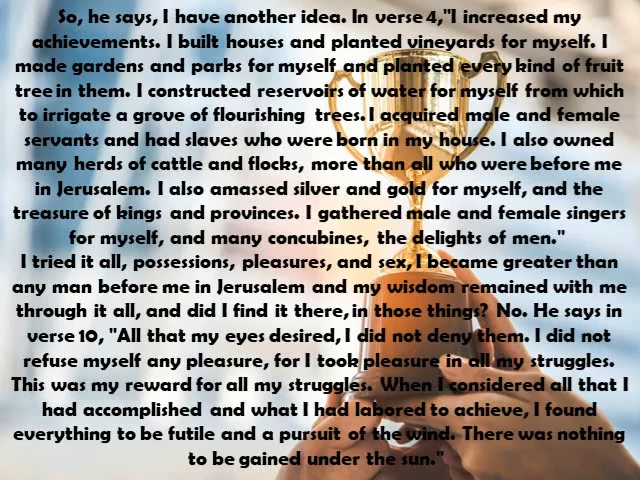 So, he says, I have another idea. In verse 4,"I increased my
achievements. I built houses and planted vineyards for myself. I
made gardens and parks for myself and planted every kind of fruit
tree in them. I constructed reservoirs of water for myself from which
to irrigate a grove of flourishing trees. I acquired male and female
servants and had slaves who were born in my house. I also owned
many herds of cattle and flocks, more than all who were before me
in Jerusalem. I also amassed silver and gold for myself, and the
treasure of kings and provinces. I gathered male and female singers
for myself, and many concubines, the delights of men."
I tried it all, possessions, pleasures, and sex, I became greater than
any man before me in Jerusalem and my wisdom remained with me
through it all, and did I find it there, in those things? No. He says in
verse 10, "All that my eyes desired, I did not deny them. I did not
refuse myself any pleasure, for I took pleasure in all my struggles.
This was my reward for all my struggles. When I considered all that I
had accomplished and what I had labored to achieve, I found
everything to be futile and a pursuit of the wind. There was nothing
to be gained under the sun."